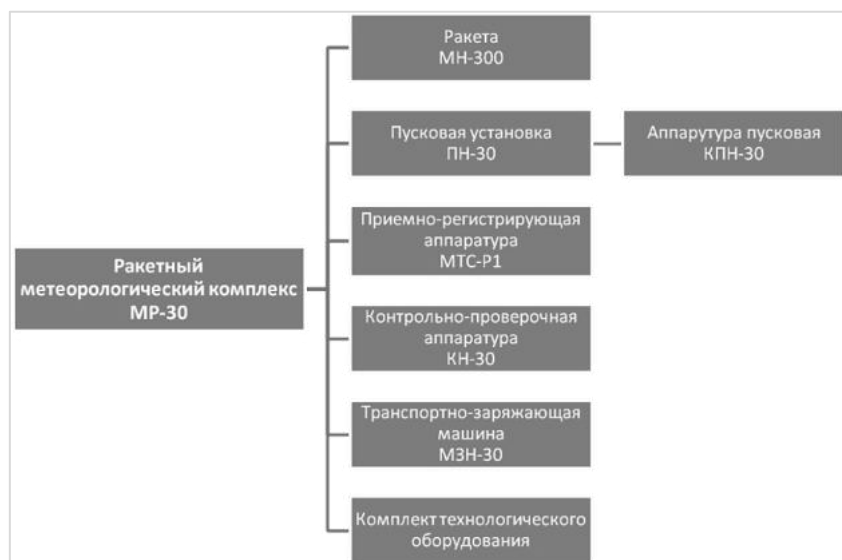 Ракета
МН-300
Пусковая установка
ПН-30
Аппарутура пусковая
КПН-30
Приемно-регистрирующая
аппаратура
МТС-Р1
Ракетный
метеорологический комплекс
МР-30
Контрольно-проверочная
аппаратура
КН-30
Транспортно-заряжающая
машина
МЗН-30
Комплект технологического
оборудования